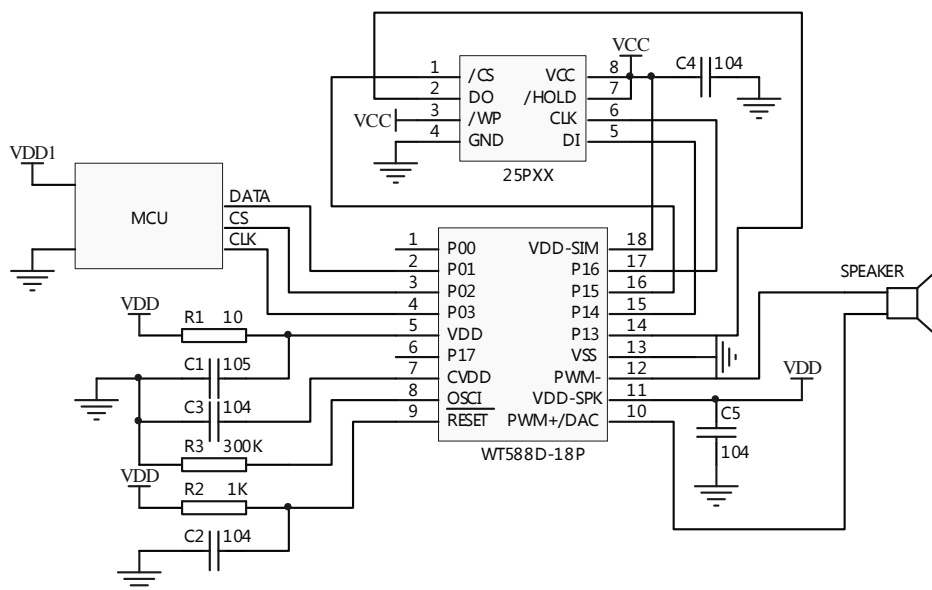 VCC
C4 104
1 /CS VCC 8
2 DO /HOLD 7
VCC 3 /WP CLK 6
4 GND DI 5
25PXX
VDD1
MCU
DATA
CS
CLK
1 P00 VDD-SIM 18
2 P01 P16 17
3 P02 P15 16
4 P03 P14 15
5 VDD P13 14
6 P17 VSS 13
7 CVDD PWM- 12
8 OSCI VDD-SPK 11
9 RESET PWM+/DAC 10
WT588D-18P
SPEAKER
VDD
R1 10
C1 105
C3 104
R3 300K
VDD
R2 1K
C2 104
VDD
C5
104